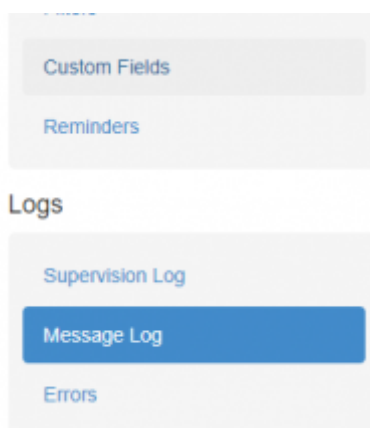 Custom Fields
Reminders
Logs
Supervision Log
Message Log
Errors